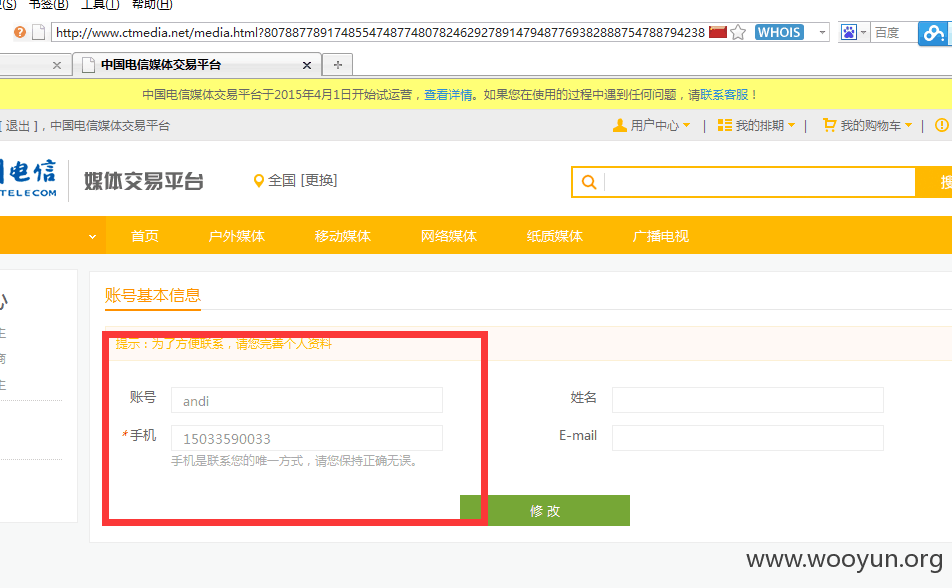 (S) 书签(B) 工具(T) 帮助(H)
http://www.ctmedia.net/media.html?8078877891748554748774807824629278914794877693828887547887942​38 WHOIS 百度
中国电信媒体交易平台
中国电信媒体交易平台于2015年4月1日开始试运营，查看详情。如果您在使用的过程中遇到任何问题，请联系客服！
[ 退出 ]，中国电信媒体交易平台 用户中心 | 我的排期 | 我的购物车 |
电信 TELECOM 媒体交易平台 全国 [更换] 搜
首页 户外媒体 移动媒体 网络媒体 纸质媒体 广播电视
账号基本信息
提示：为了方便联系，请您完善个人资料
账号 andi 姓名
*手机 15033590033 E-mail
手机是联系您的唯一方式，请您保持正确无误。
修 改
www.wooyun.org